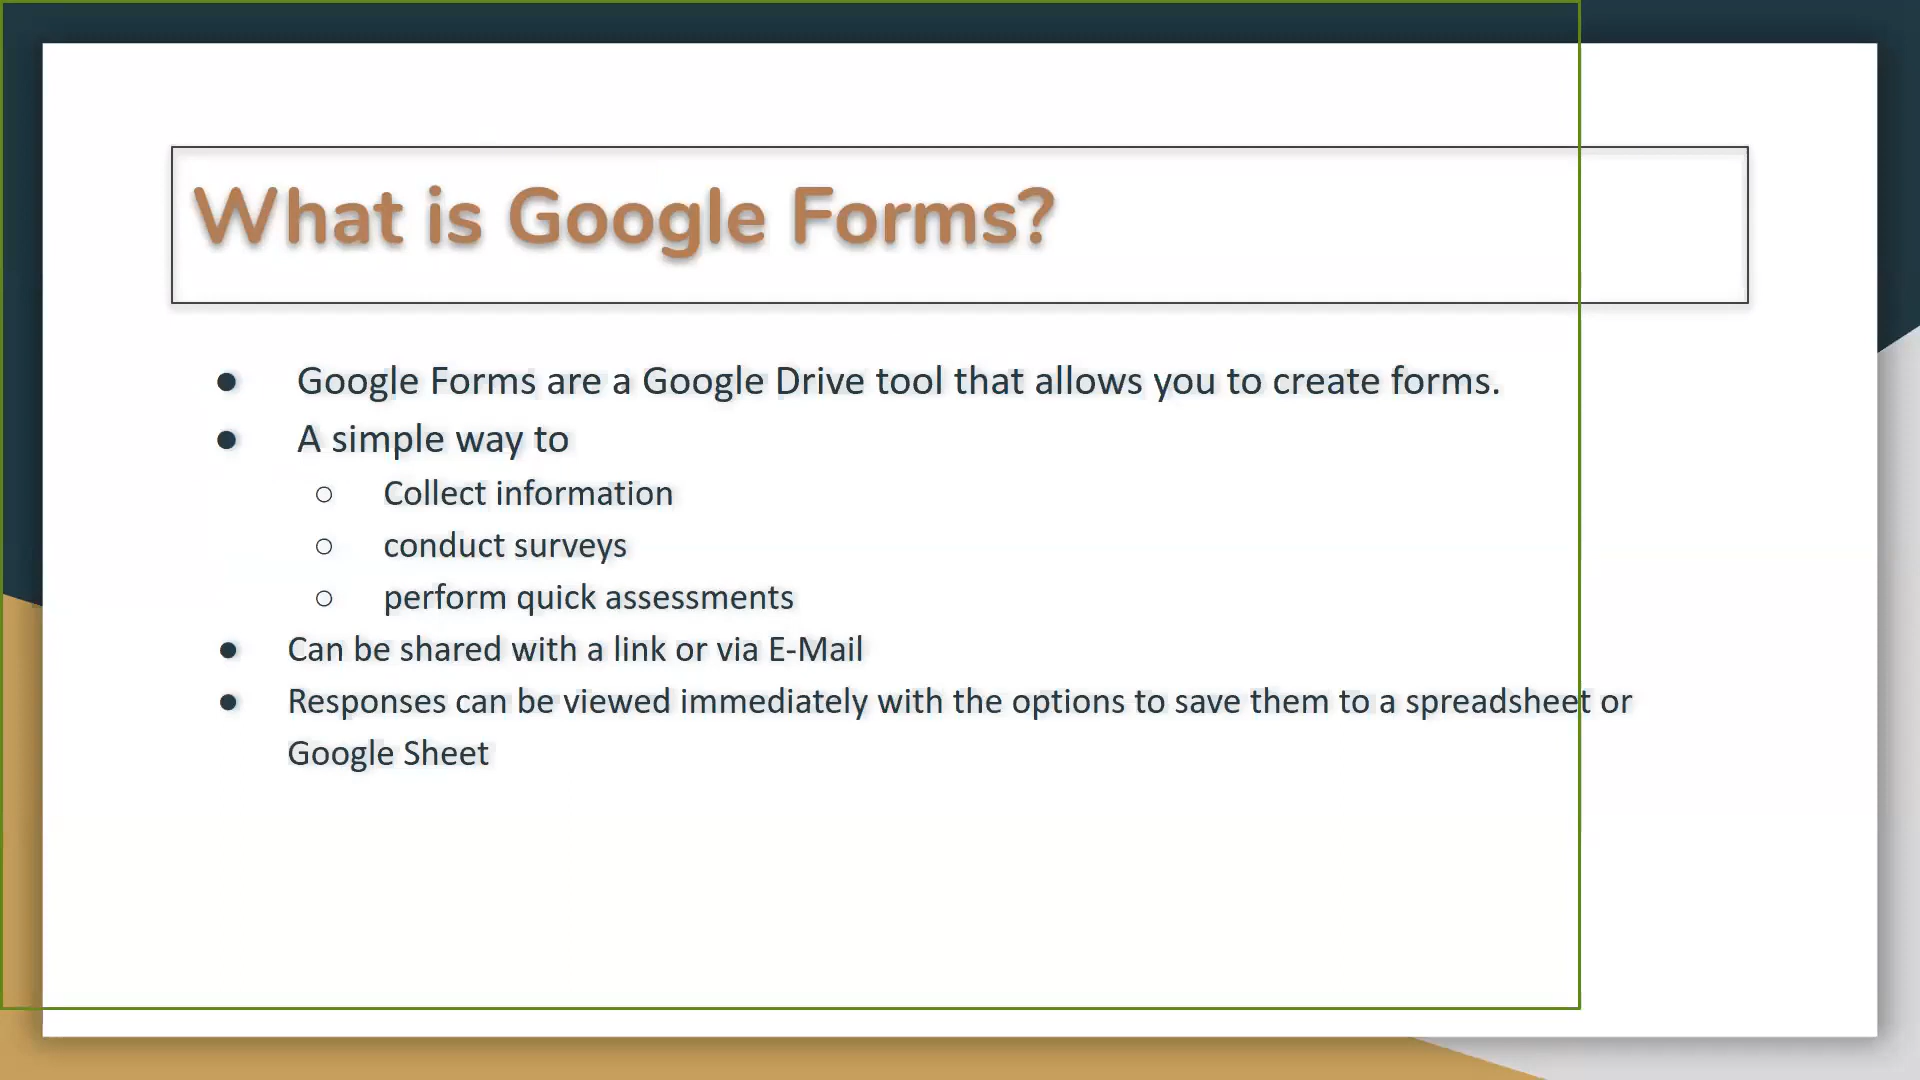 What is Google Forms?
● Google Forms are a Google Drive tool that allows you to create forms.
● A simple way to
○ Collect information
○ conduct surveys
○ perform quick assessments
● Can be shared with a link or via E-Mail
● Responses can be viewed immediately with the options to save them to a spreadsheet or
Google Sheet